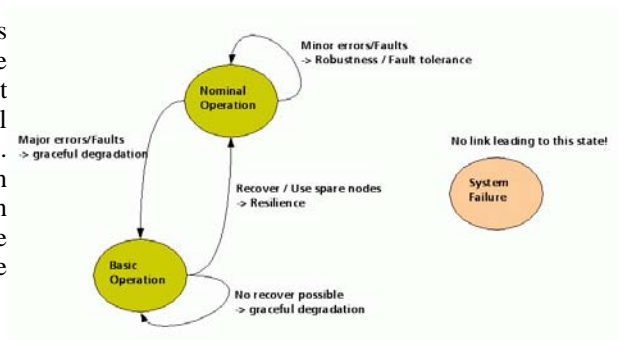 s
e
t
l
.
n
n
e
e
Minor errors/Faults
-> Robustness / Fault tolerance
Nominal
Operation
Major errors/Faults
-> graceful degradation
No link leading to this state!
System
Failure
Recover / Use spare nodes
-> Resilience
Basic
Operation
No recover possible
-> graceful degradation